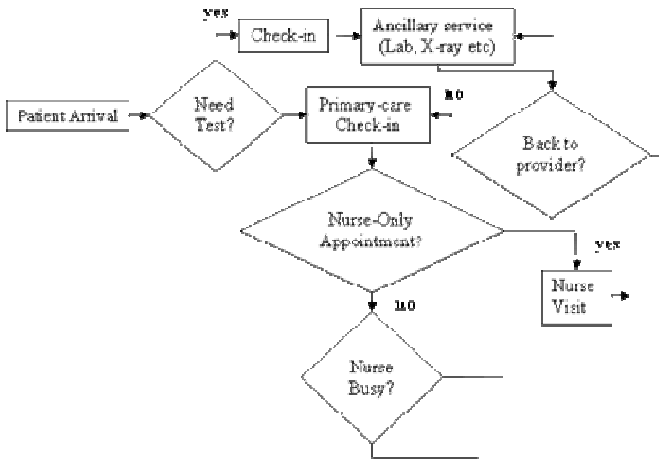 yes
Check-in
Ancillary service
(Lab, X-ray etc)
Patient Arrival
Need
Test?
Primary-care
Check-in
no
Back to
provider?
Nurse-Only
Appointment?
yes
Nurse
Visit
no
Nurse
Busy?